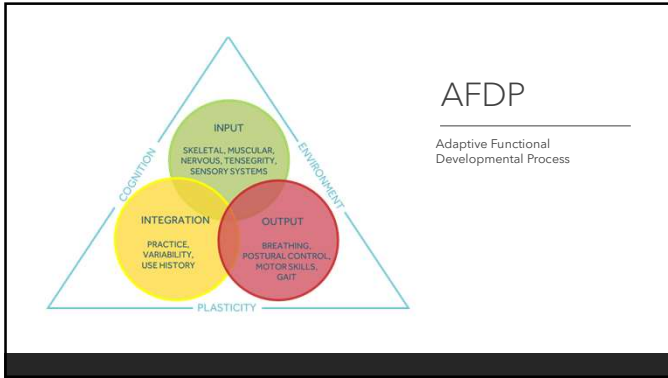 AFDP
Adaptive Functional
Developmental Process
COGNITION
ENVIRONMENT
INPUT
SKELETAL, MUSCULAR,
NERVOUS, TENSEGRITY,
SENSORY SYSTEMS
INTEGRATION
PRACTICE,
VARIABILITY,
USE HISTORY
OUTPUT
BREATHING,
POSTURAL CONTROL,
MOTOR SKILLS,
GAIT
PLASTICITY